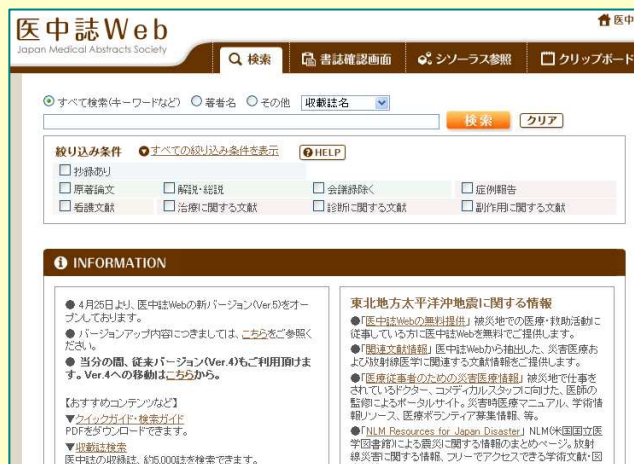 医中誌Web
Japan Medical Abstracts Society
医中
検索
書誌確認画面
シソーラス参照
クリップボード
すべて検索(キーワードなど) 著者名 その他 収載誌名
検索 クリア
絞り込み条件 すべての絞り込み条件を表示 HELP
抄録あり
原著論文 解説・総説 会議録除く 症例報告
看護文献 治療に関する文献 診断に関する文献 副作用に関する文献
INFORMATION
● 4月25日より、医中誌Webの新バージョン(Ver.5)をオー
プンしております。
● バージョンアップ内容につきましては、こちらをご参照く
ださい。
● 当分の間、従来バージョン(Ver.4)もご利用頂けま
す。Ver.4への移動はこちらから。
【おすすめコンテンツなど】
▼クイックガイド・検索ガイド
PDFをダウンロードできます。
▼収載誌検索
医中誌の収録誌、約5,000誌を検索できます。
東北地方太平洋沖地震に関する情報
●「医中誌Webの無料提供」 被災地での医療・救助活動に
従事している方に医中誌Webを無料でご提供します。
●「関連文献情報」 医中誌Webから抽出した、災害医療お
よび放射線医学に関連する文献情報をご提供します。
●「医療従事者のための災害医療情報」 被災地で仕事を
されているドクター、コメディカルスタッフに向けた、医師の
監修によるポータルサイト。災害時医療マニュアル、学術情
報リソース、医療ボランティア募集情報、等。
●「NLM Resources for Japan Disaster」 NLM(米国国立医
学図書館)による震災に関する情報のまとめページ。放射
線災害に関する情報、フリーでアクセスできる学術文献・図